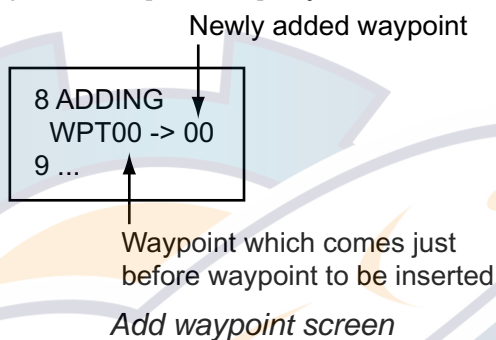 Newly added waypoint
8 ADDING
WPT00 -> 00
9 ...
Waypoint which comes just
before waypoint to be inserted
Add waypoint screen